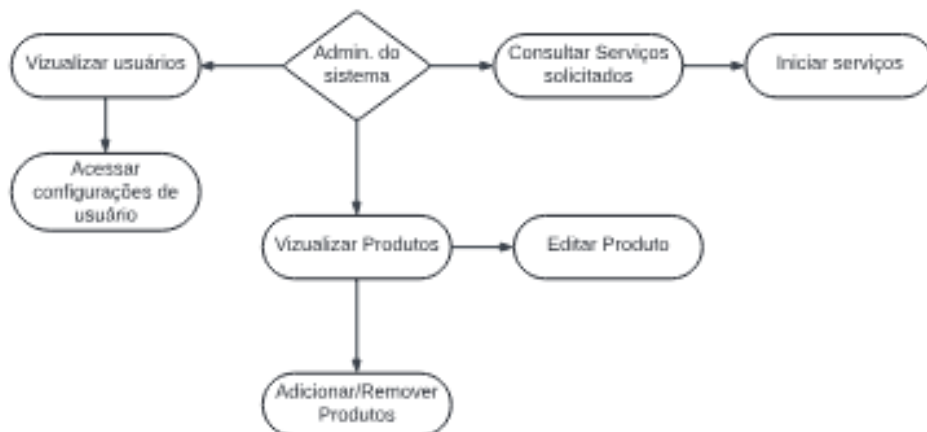 Vizualizar usuários
Admin. do
sistema
Consultar Serviços
solicitados
Iniciar serviços
Acessar
configurações de
usuário
Vizualizar Produtos
Editar Produto
Adicionar/Remover
Produtos